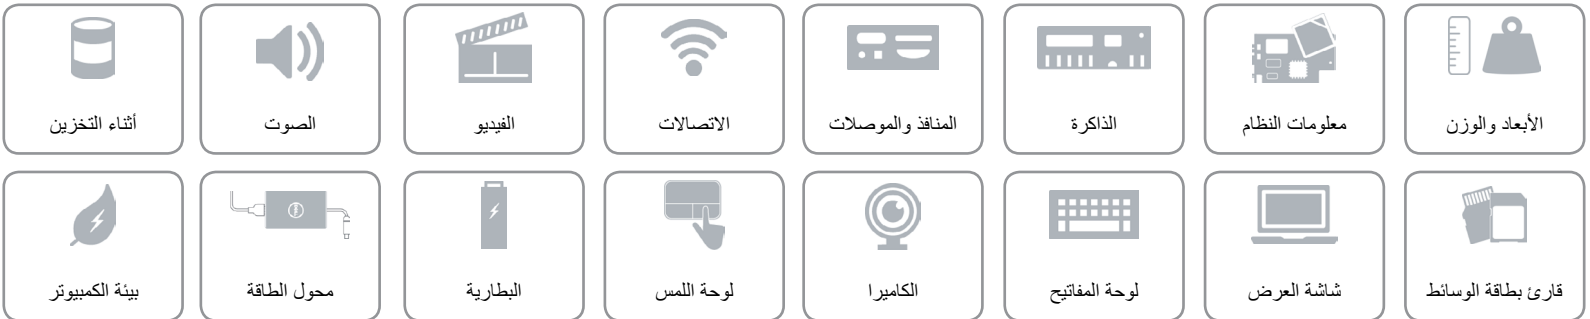 الأبعاد والوزن
معلومات النظام
الذاكرة
المنافذ والموصلات
الاتصالات
الفيديو
الصوت
أثناء التخزين
قارئ بطاقة الوسائط
شاشة العرض
لوحة المفاتيح
الكاميرا
لوحة اللمس
البطارية
محول الطاقة
بيئة الكمبيوتر